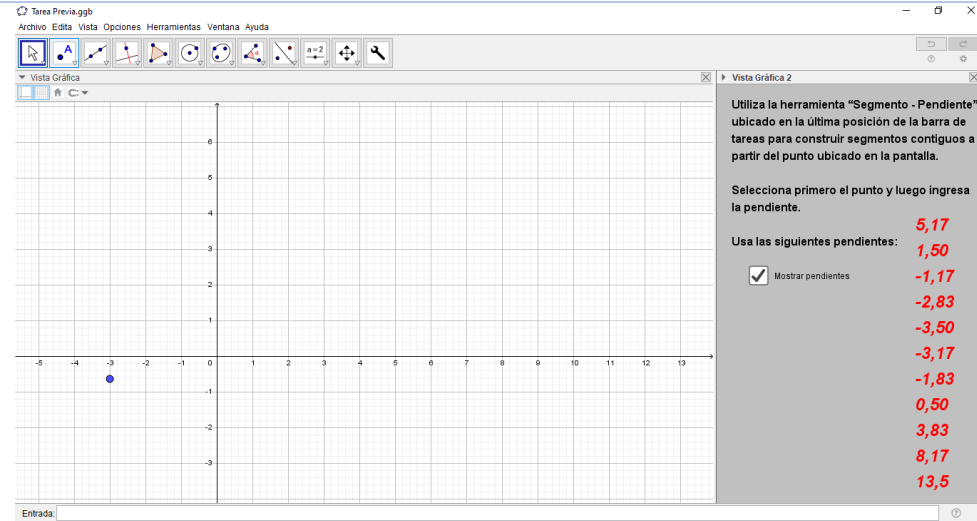 Tarea Previa.ggb
Archivo Edita Vista Opciones Herramientas Ventana Ayuda
A
a=2
Vista Gráfica
Vista Gráfica 2
Utiliza la herramienta “Segmento - Pendiente”
ubicado en la última posición de la barra de
tareas para construir segmentos contiguos a
partir del punto ubicado en la pantalla.
Selecciona primero el punto y luego ingresa
la pendiente.
Usa las siguientes pendientes:
Mostrar pendientes
5,17
1,50
-1,17
-2,83
-3,50
-3,17
-1,83
0,50
3,83
8,17
13,5
6
5
4
3
2
1
-5 -4 -3 -2 -1 0 1 2 3 4 5 6 7 8 9 10 11 12 13
-1
-2
-3
Entrada: